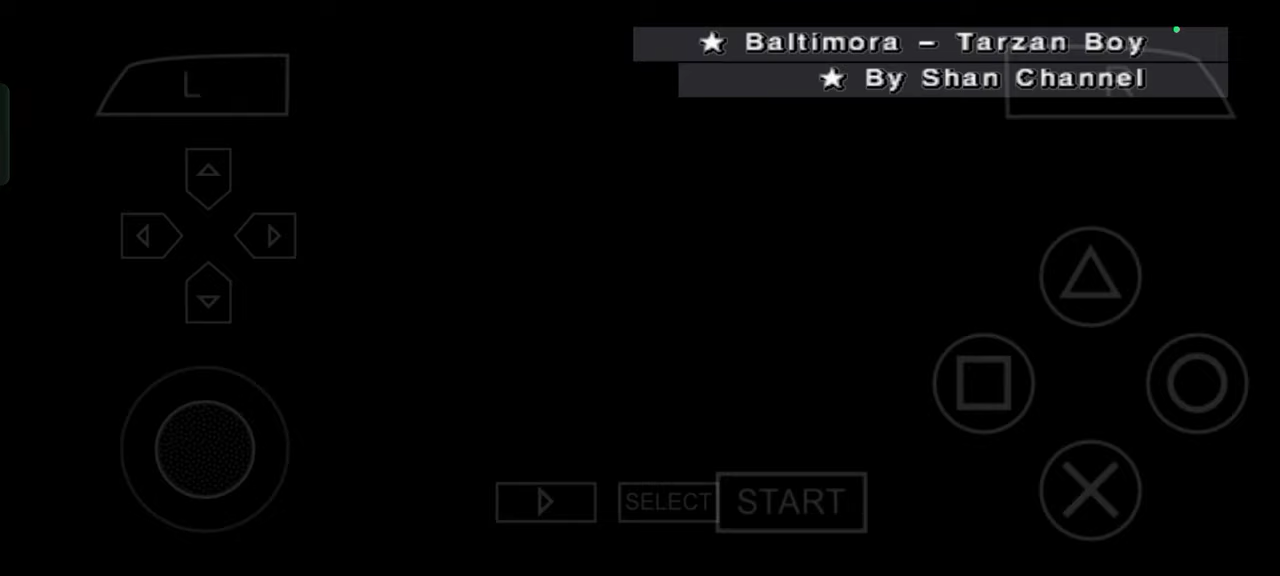 ★ Baltimora – Tarzan Boy
★ By Shan Channel
L
R
SELECT
START